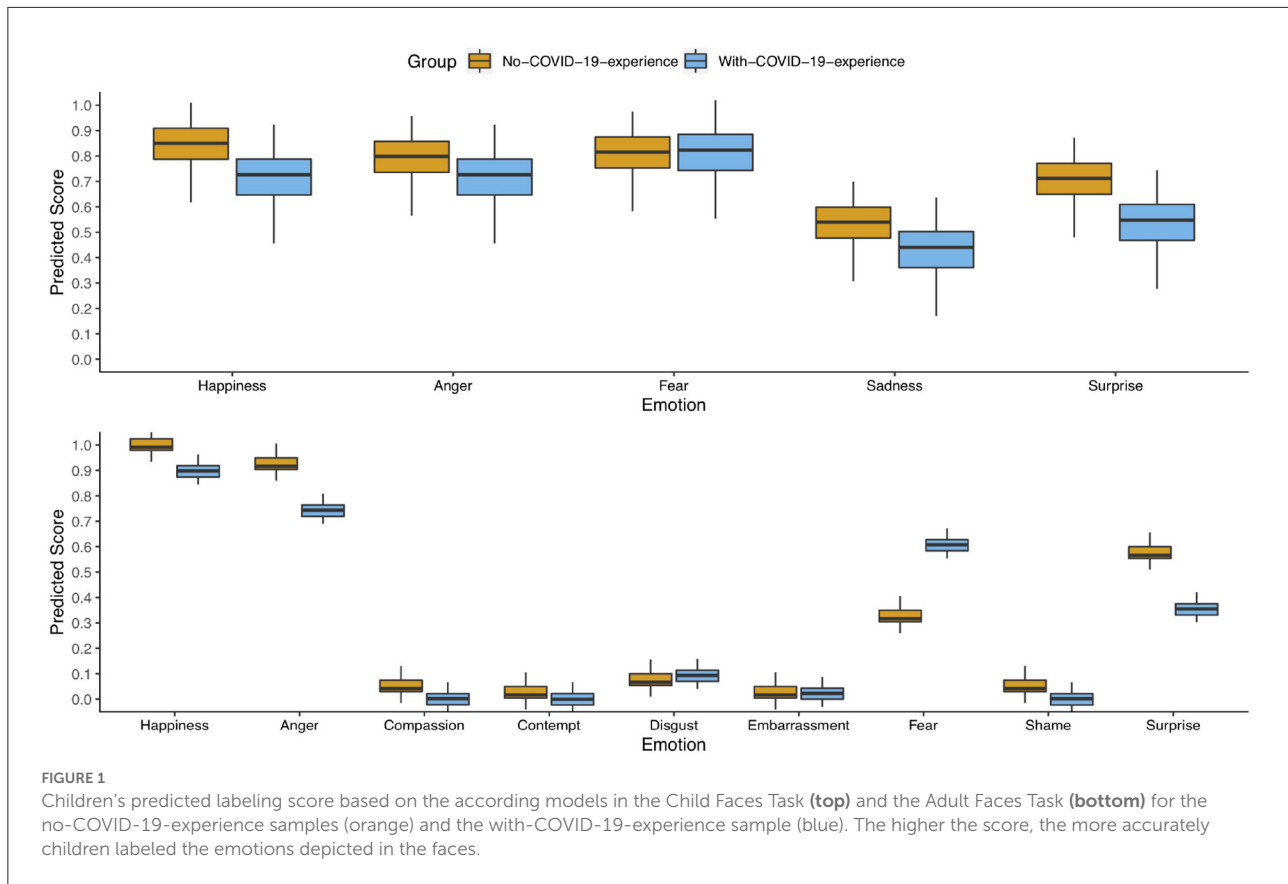 Group No-COVID-19-experience With-COVID-19-experience
Predicted Score
1.0
0.9
0.8
0.7
0.6
0.5
0.4
0.3
0.2
0.1
0.0
Happiness Anger Fear Sadness Surprise
Emotion
Predicted Score
1.0
0.9
0.8
0.7
0.6
0.5
0.4
0.3
0.2
0.1
0.0
Happiness Anger Compassion Contempt Disgust Embarrassment Fear Shame Surprise
Emotion
FIGURE 1
Children's predicted labeling score based on the according models in the Child Faces Task (top) and the Adult Faces Task (bottom) for the
no-COVID-19-experience samples (orange) and the with-COVID-19-experience sample (blue). The higher the score, the more accurately
children labeled the emotions depicted in the faces.